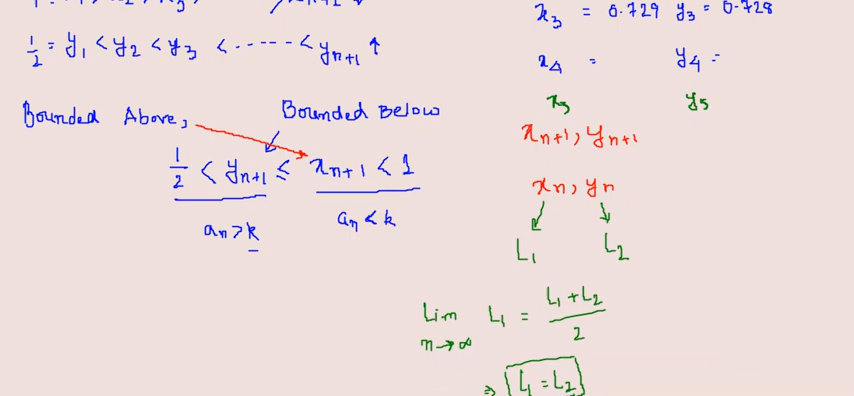 1/2 = y₁ < y₂ < y₃ < ----- < yₙ₊₁ ↑
Bounded Above, Bounded Below
1/2 < yₙ₊₁ ≤ xₙ₊₁ < 1
aₙ > k aₙ < k
x₃ = 0.729 y₃ = 0.728
x₄ = y₄ =
x₅ y₅
xₙ₊₁, yₙ₊₁
xₙ, yₙ
L₁ L₂
Lim L₁ = (L₁ + L₂)/2
n → ∞
⇒ L₁ = L₂